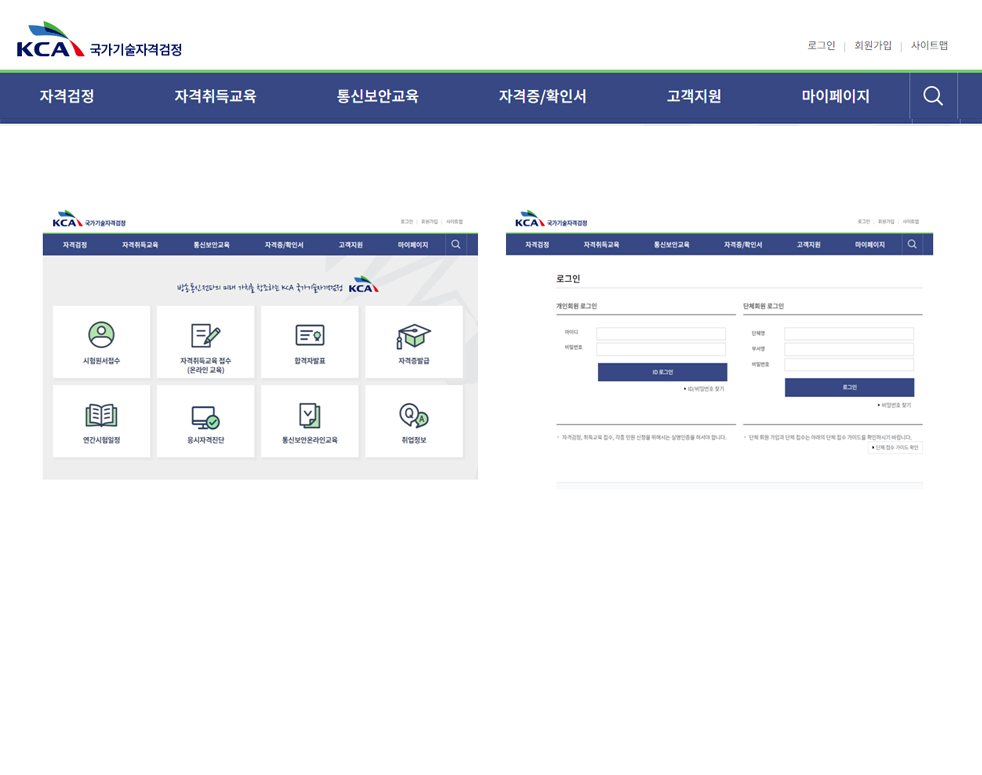 KCA 국가기술자격검정
로그인 | 회원가입 | 사이트맵
자격검정 자격취득교육 통신보안교육 자격증/확인서 고객지원 마이페이지
KCA 국가기술자격검정
로그인 | 회원가입 | 사이트맵
자격검정 자격취득교육 통신보안교육 자격증/확인서 고객지원 마이페이지
방송통신전파의 미래 가치를 창조하는 KCA 국가기술자격검정 KCA
시험원서접수
자격취득교육 접수
(온라인 교육)
합격자발표
자격증발급
연간시험일정
응시자격진단
통신보안온라인교육
취업정보
Q A
KCA 국가기술자격검정
로그인 | 회원가입 | 사이트맵
자격검정 자격취득교육 통신보안교육 자격증/확인서 고객지원 마이페이지
로그인
개인회원 로그인
아이디
비밀번호
ID 로그인
ID/비밀번호 찾기
- 자격검정, 취득교육 접수, 각종 민원 신청을 위해서는 실명인증을 하셔야 합니다.
단체회원 로그인
단체명
부서명
비밀번호
로그인
비밀번호 찾기
- 단체 회원 가입과 단체 접수는 아래의 단체 접수 가이드를 확인하시기 바랍니다.
단체 접수 가이드 확인